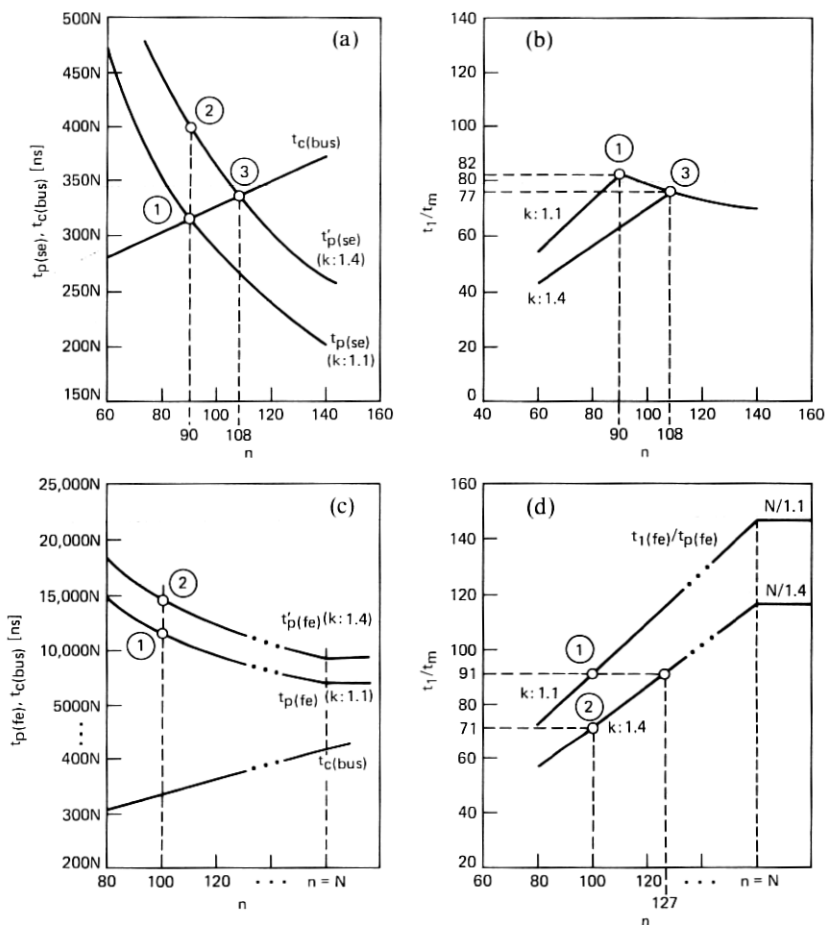 (a)
500N
450N
400N
350N
300N
250N
200N
150N
tp(se), tc(bus) [ns]
2
tc(bus)
3
1
t'p(se)
(k:1.4)
tp(se)
(k:1.1)
60
80
100
120
140
160
90
108
n
(b)
140
120
100
82
80
77
60
40
20
0
t1/tm
1
3
k:1.1
k:1.4
40
60
80
100
120
140
160
90
108
n
(c)
25,000N
20,000N
15,000N
10,000N
5000N
400N
300N
200N
tp(fe), tc(bus) [ns]
2
1
t'p(fe) (k:1.4)
tp(fe) (k:1.1)
tc(bus)
80
100
120
• • •
n = N
n
(d)
160
140
120
100
91
80
71
60
40
20
t1/tm
N/1.1
t1(fe)/tp(fe)
N/1.4
1
k:1.1
2
k:1.4
60
80
100
120
• • •
n = N
127
n